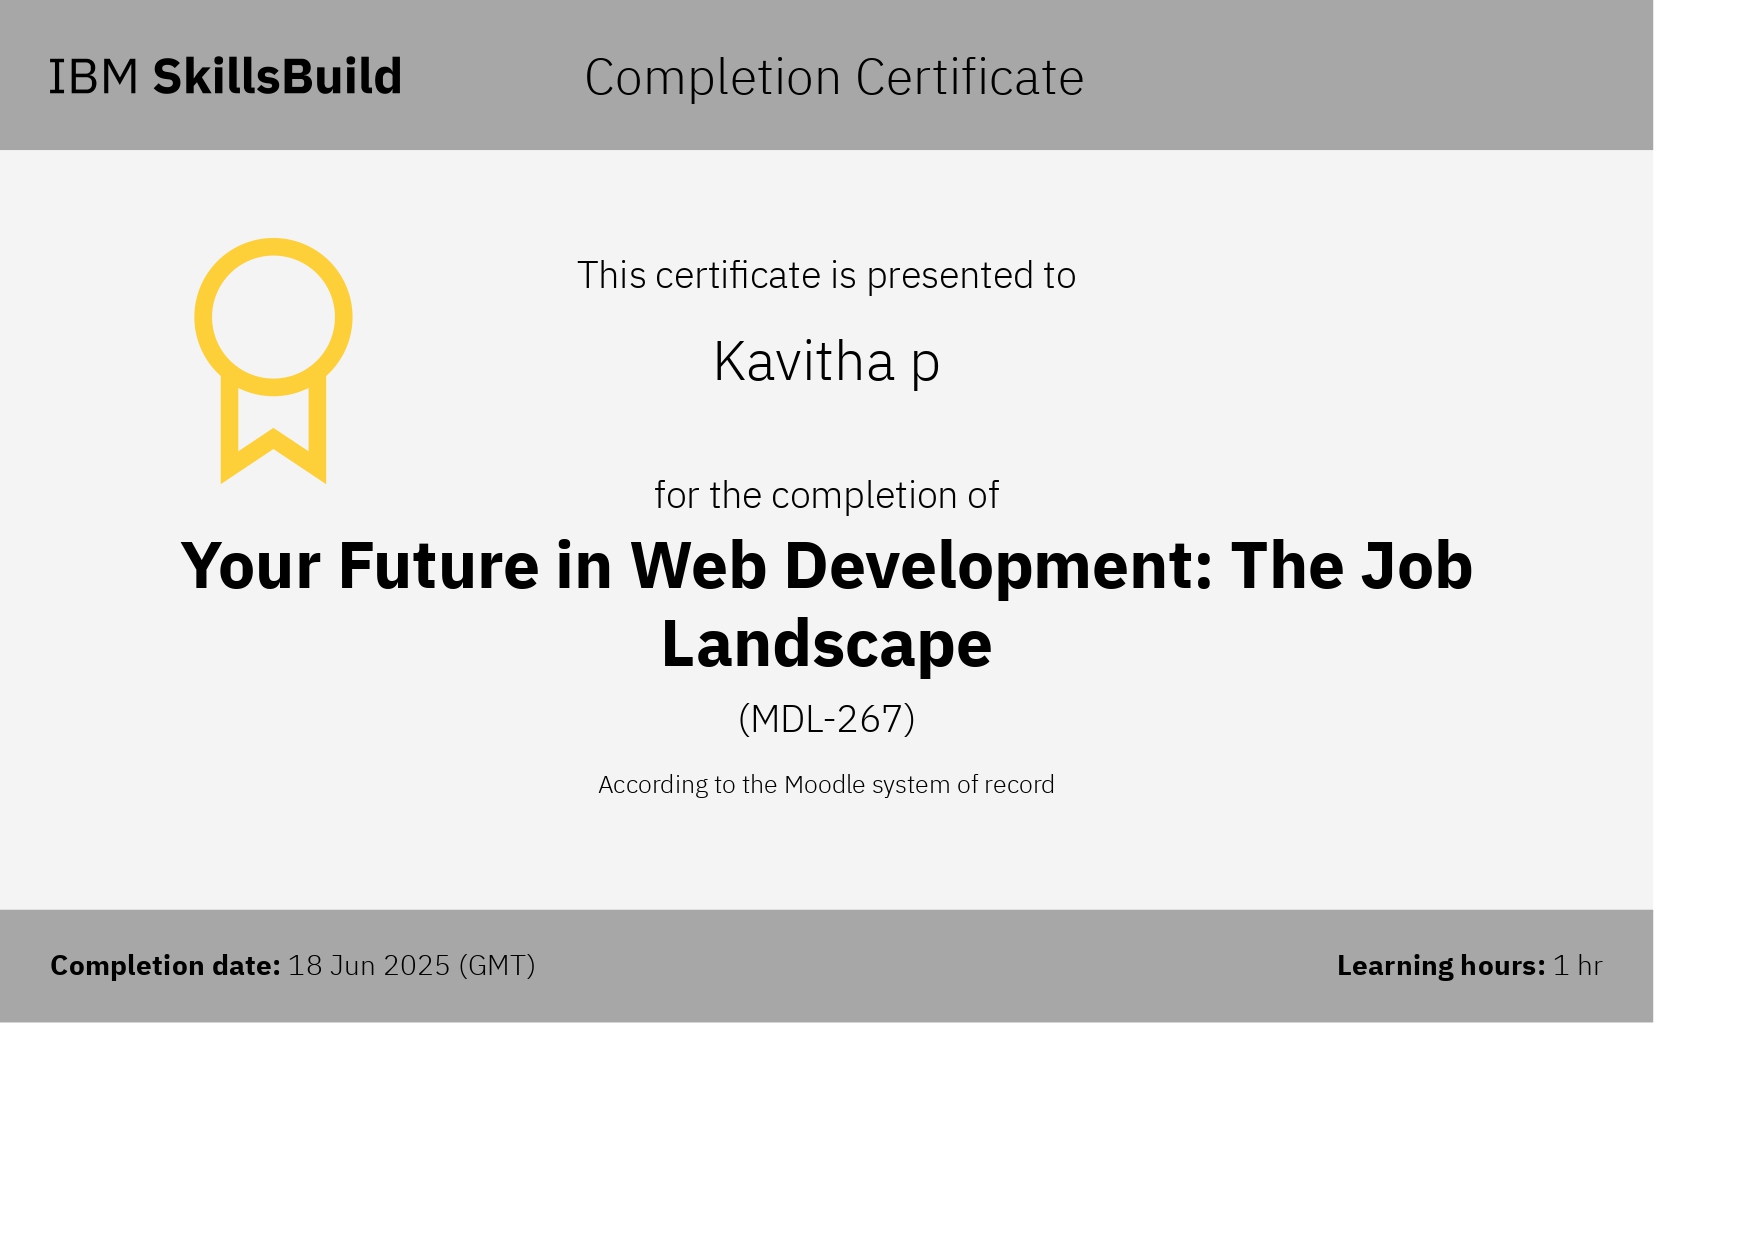 IBM SkillsBuild
Completion Certificate
This certificate is presented to
Kavitha p
for the completion of
Your Future in Web Development: The Job
Landscape
(MDL-267)
According to the Moodle system of record
Completion date: 18 Jun 2025 (GMT)
Learning hours: 1 hr